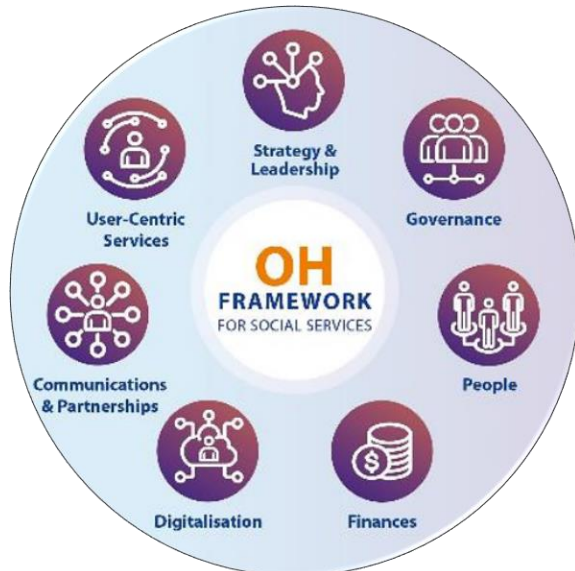 Strategy &
Leadership
Governance
People
Finances
$
Digitalisation
Communications
& Partnerships
User-Centric
Services
OH
FRAMEWORK
FOR SOCIAL SERVICES